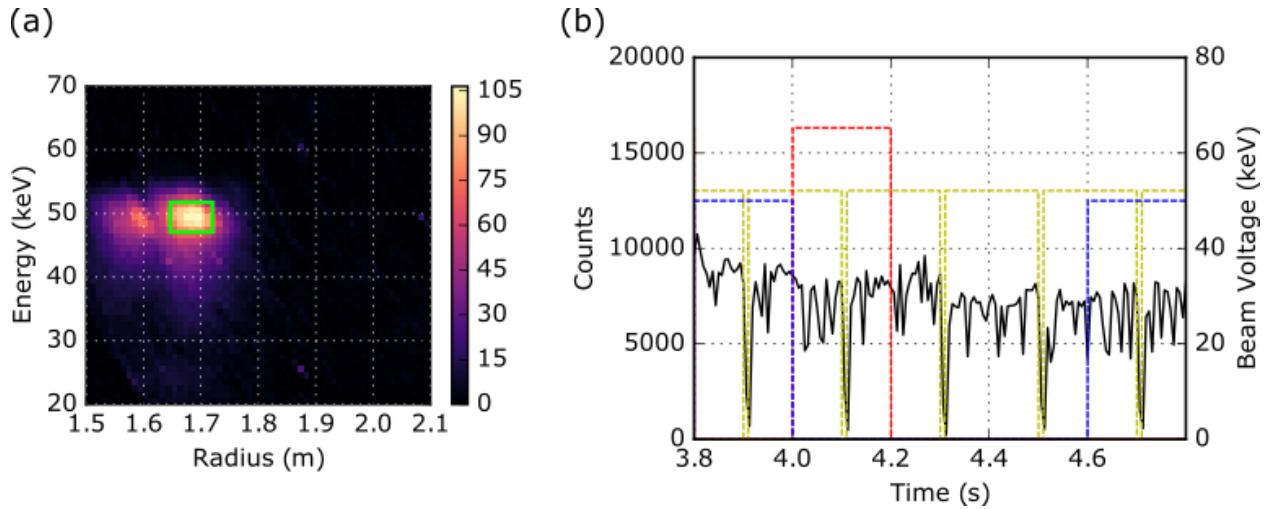 (a)
(b)
70
60
50
40
30
20
Energy (keV)
1.5 1.6 1.7 1.8 1.9 2.0 2.1
Radius (m)
105
90
75
60
45
30
15
0
20000
15000
10000
5000
0
Counts
3.8 4.0 4.2 4.4 4.6
Time (s)
80
60
40
20
0
Beam Voltage (keV)